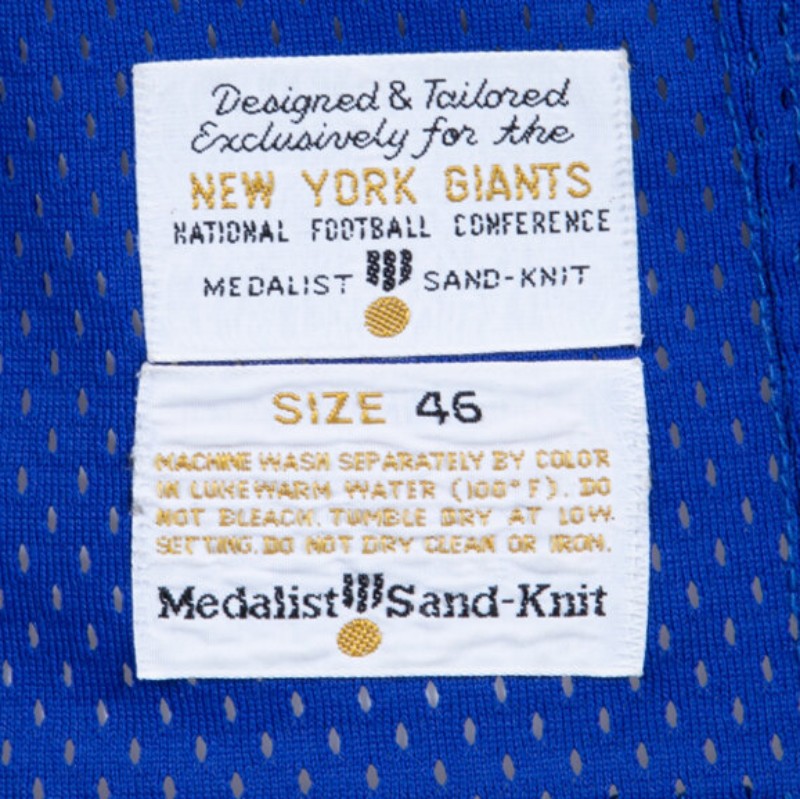 Designed & Tailored
Exclusively for the
NEW YORK GIANTS
NATIONAL FOOTBALL CONFERENCE
MEDALIST SAND-KNIT
SIZE 46
MACHINE WASH SEPARATELY BY COLOR
IN LUKEWARM WATER (100° F). DO
NOT BLEACH. TUMBLE DRY AT LOW
SETTING. DO NOT DRY CLEAN OR IRON.
Medalist Sand-Knit